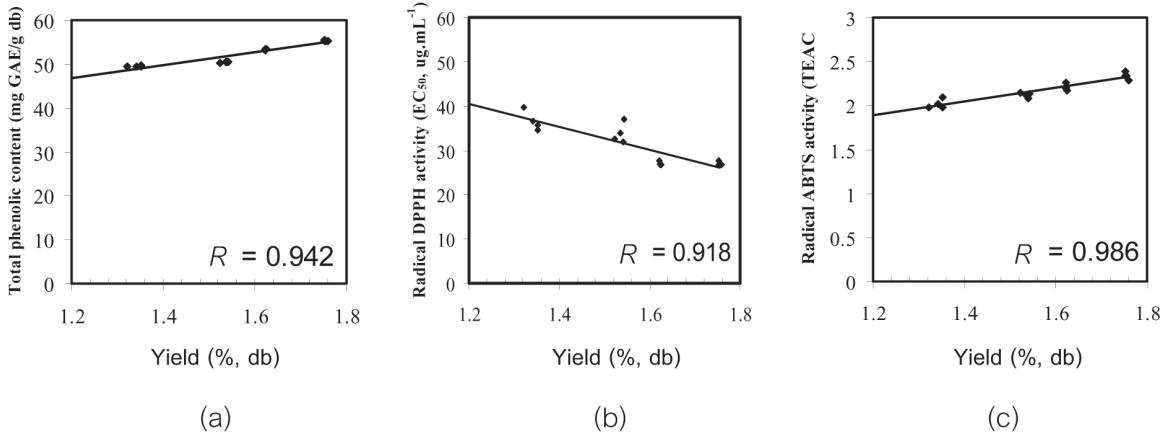 Total phenolic content (mg GAE/g db)
60
50
40
30
20
10
0
1.2 1.4 1.6 1.8
R = 0.942
Yield (%, db)
(a)
Radical DPPH activity (EC₅₀, ug.mL⁻¹)
60
50
40
30
20
10
0
1.2 1.4 1.6 1.8
R = 0.918
Yield (%, db)
(b)
Radical ABTS activity (TEAC
3
2.5
2
1.5
1
0.5
0
1.2 1.4 1.6 1.8
R = 0.986
Yield (%, db)
(c)